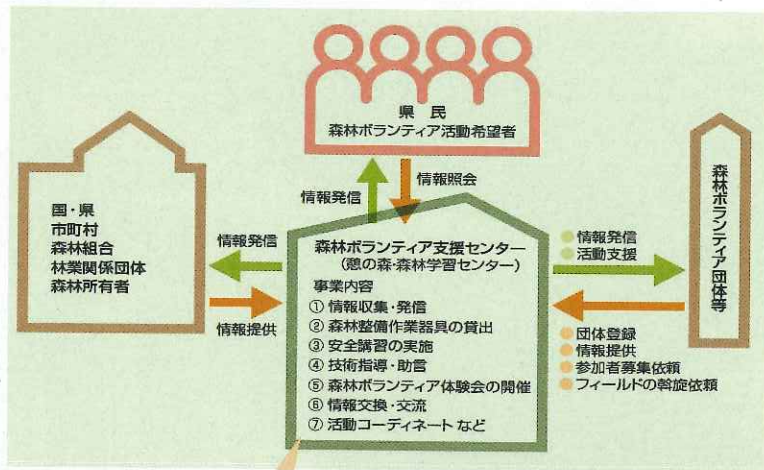 県 民
森林ボランティア活動希望者
情報発信
情報照会
国・県
市町村
森林組合
林業関係団体
森林所有者
情報発信
情報提供
森林ボランティア支援センター
(憩の森・森林学習センター)
事業内容
① 情報収集・発信
② 森林整備作業器具の貸出
③ 安全講習の実施
④ 技術指導・助言
⑤ 森林ボランティア体験会の開催
⑥ 情報交換・交流
⑦ 活動コーディネート など
●情報発信
●活動支援
●団体登録
●情報提供
●参加者募集依頼
●フィールドの斡旋依頼
森林ボランティア団体等